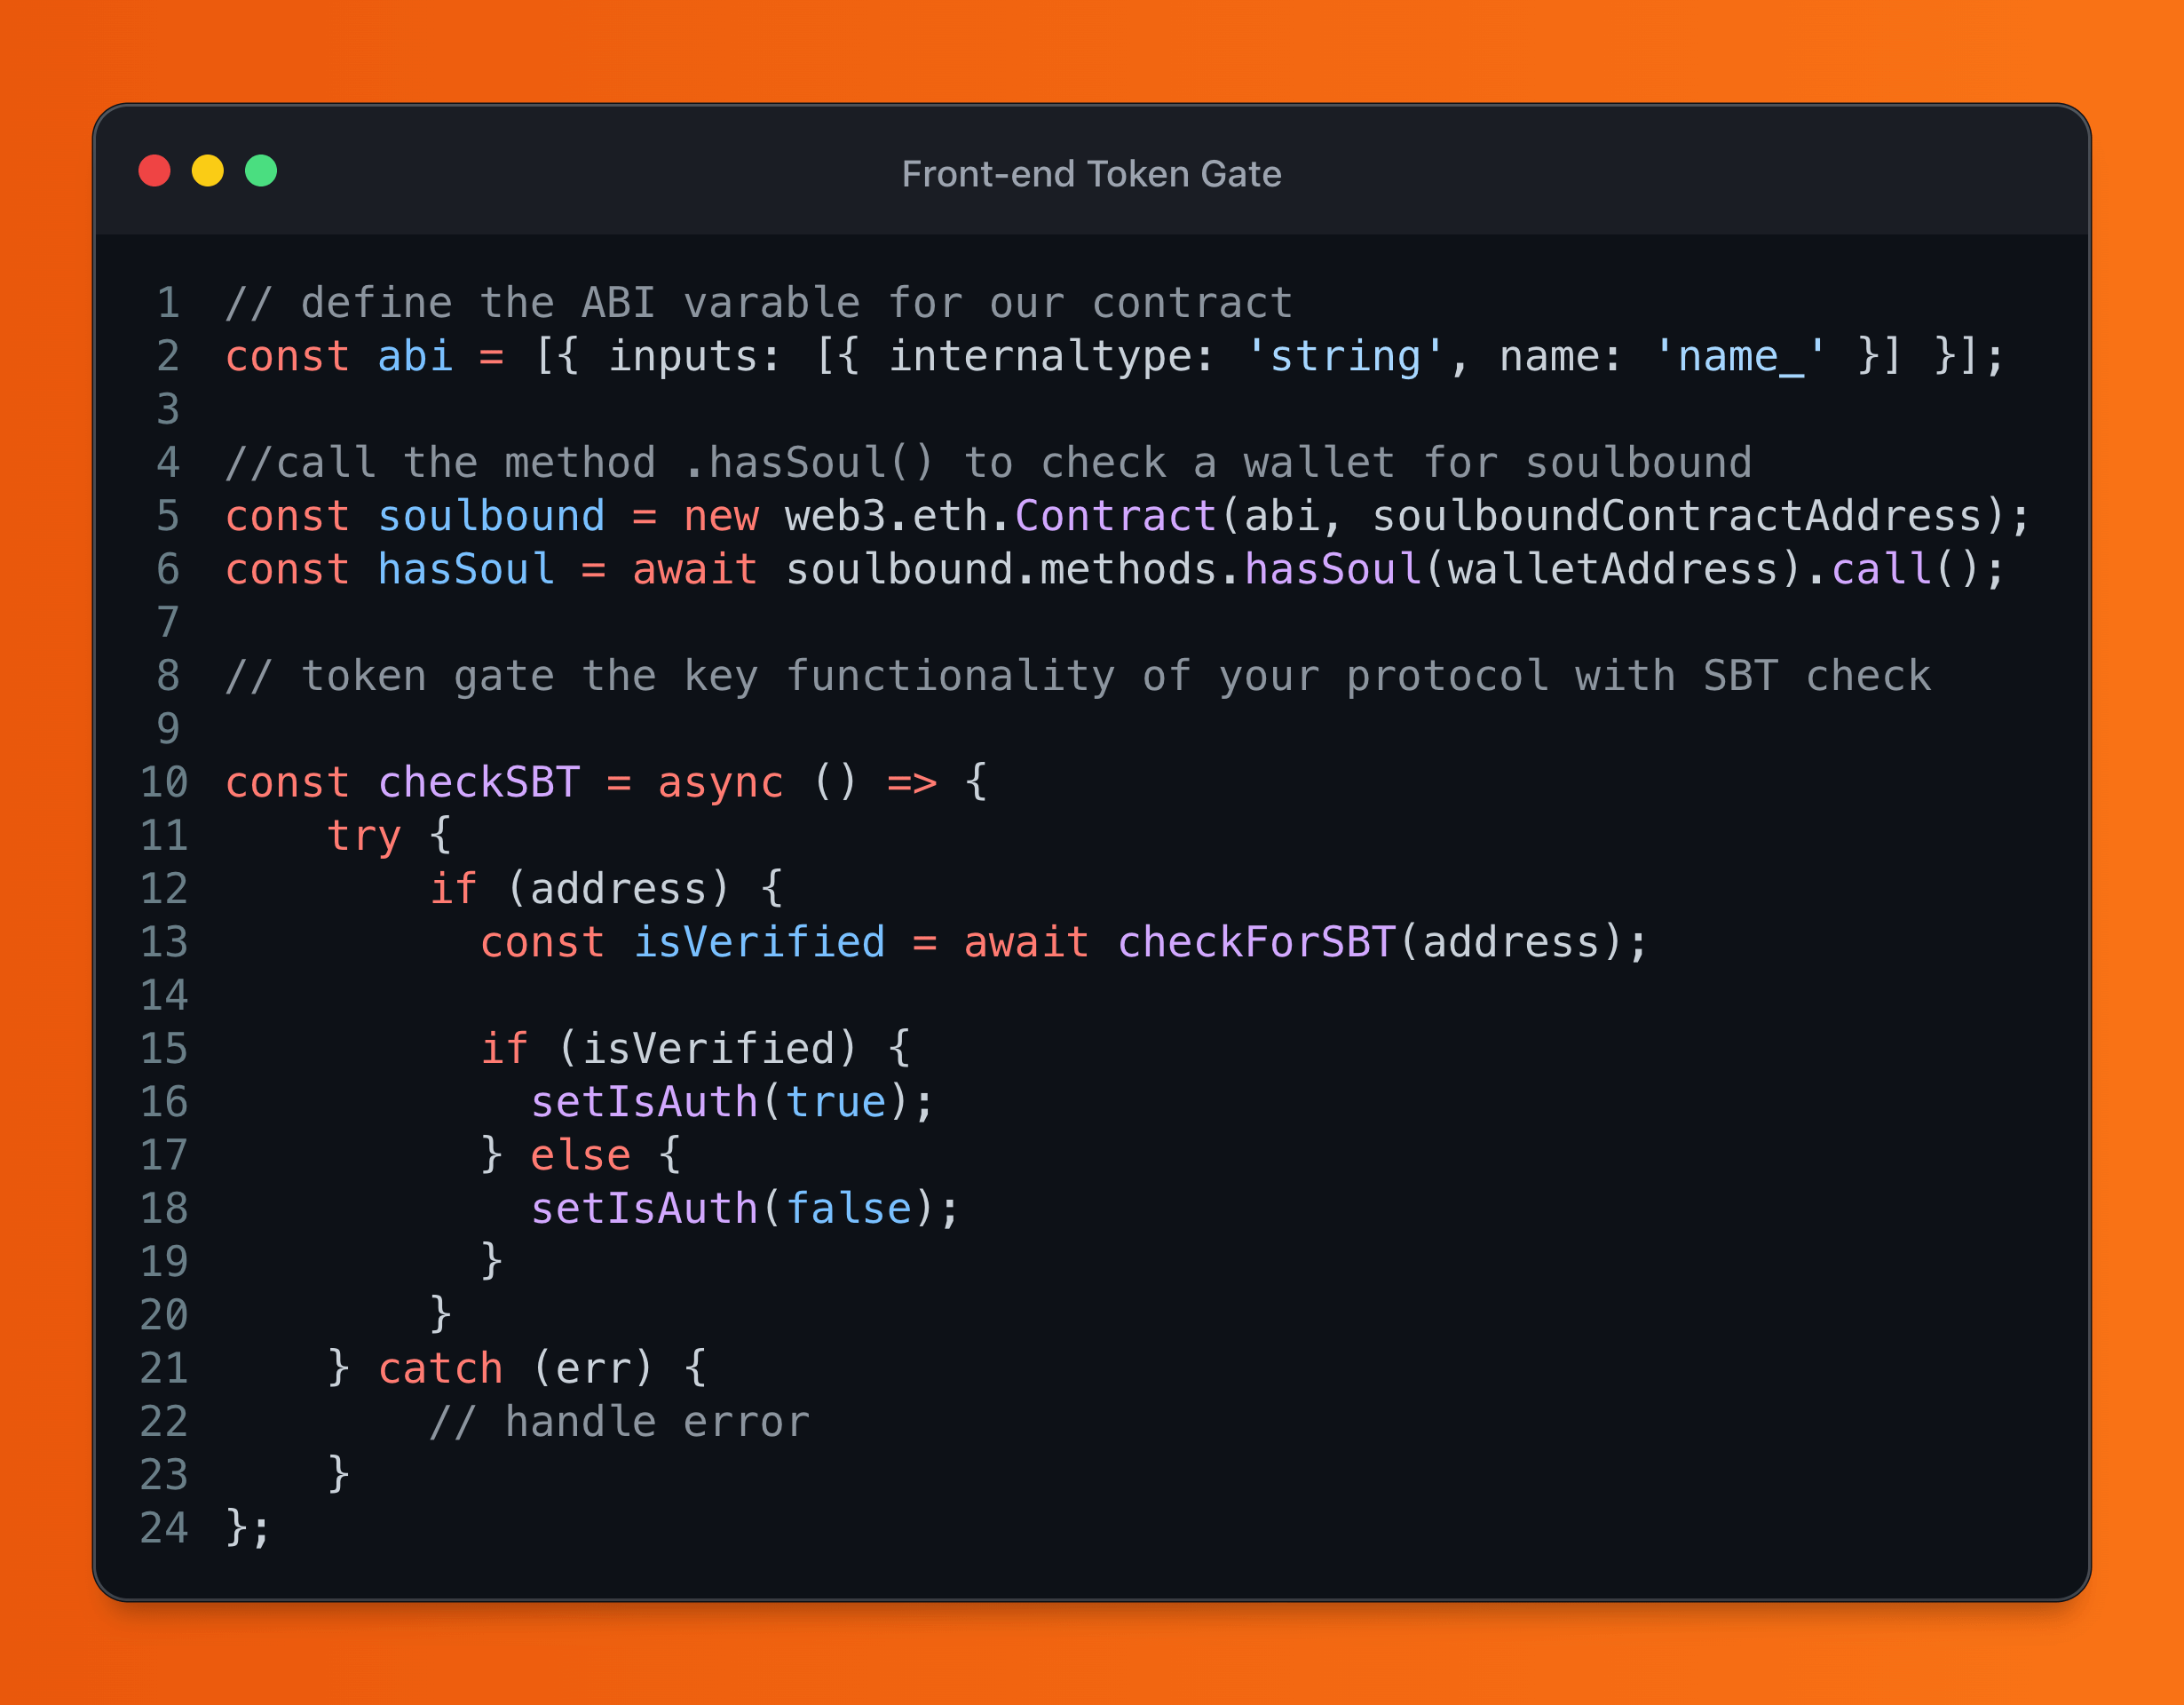 Front-end Token Gate
1 // define the ABI varable for our contract
2 const abi = [{ inputs: [{ internaltype: 'string', name: 'name_' }] }];
3
4 //call the method .hasSoul() to check a wallet for soulbound
5 const soulbound = new web3.eth.Contract(abi, soulboundContractAddress);
6 const hasSoul = await soulbound.methods.hasSoul(walletAddress).call();
7
8 // token gate the key functionality of your protocol with SBT check
9
10 const checkSBT = async () => {
11     try {
12         if (address) {
13           const isVerified = await checkForSBT(address);
14
15           if (isVerified) {
16             setIsAuth(true);
17           } else {
18             setIsAuth(false);
19           }
20         }
21     } catch (err) {
22         // handle error
23     }
24 };